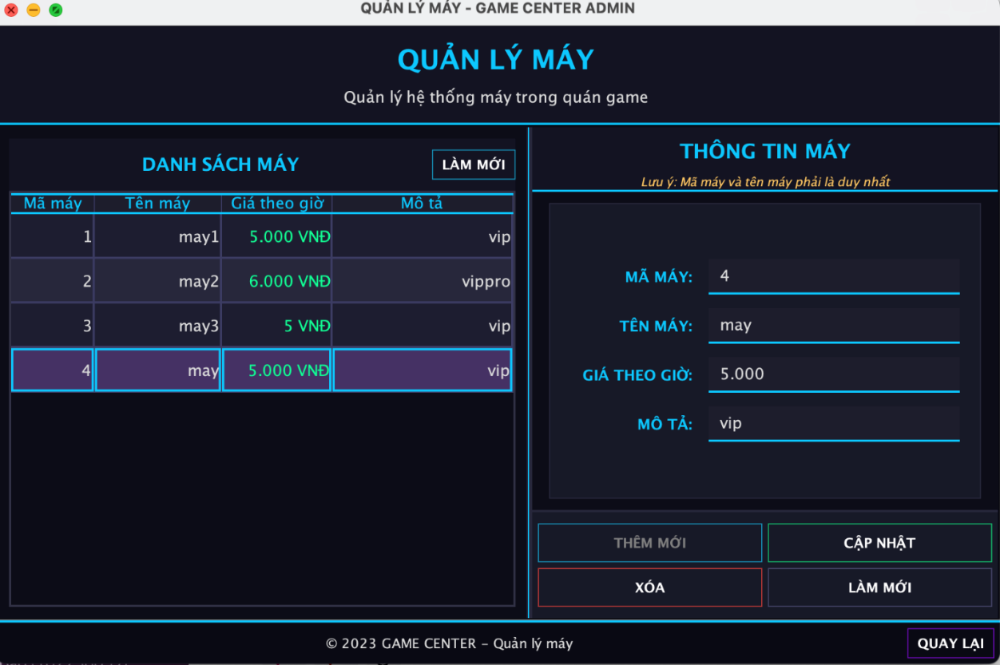 QUẢN LÝ MÁY - GAME CENTER ADMIN
QUẢN LÝ MÁY
Quản lý hệ thống máy trong quán game
DANH SÁCH MÁY
LÀM MỚI
Mã máy Tên máy Giá theo giờ Mô tả
1 may1 5.000 VNĐ vip
2 may2 6.000 VNĐ vippro
3 may3 5 VNĐ vip
4 may 5.000 VNĐ vip
THÔNG TIN MÁY
Lưu ý: Mã máy và tên máy phải là duy nhất
MÃ MÁY: 4
TÊN MÁY: may
GIÁ THEO GIỜ: 5.000
MÔ TẢ: vip
THÊM MỚI CẬP NHẬT
XÓA LÀM MỚI
© 2023 GAME CENTER – Quản lý máy
QUAY LẠI